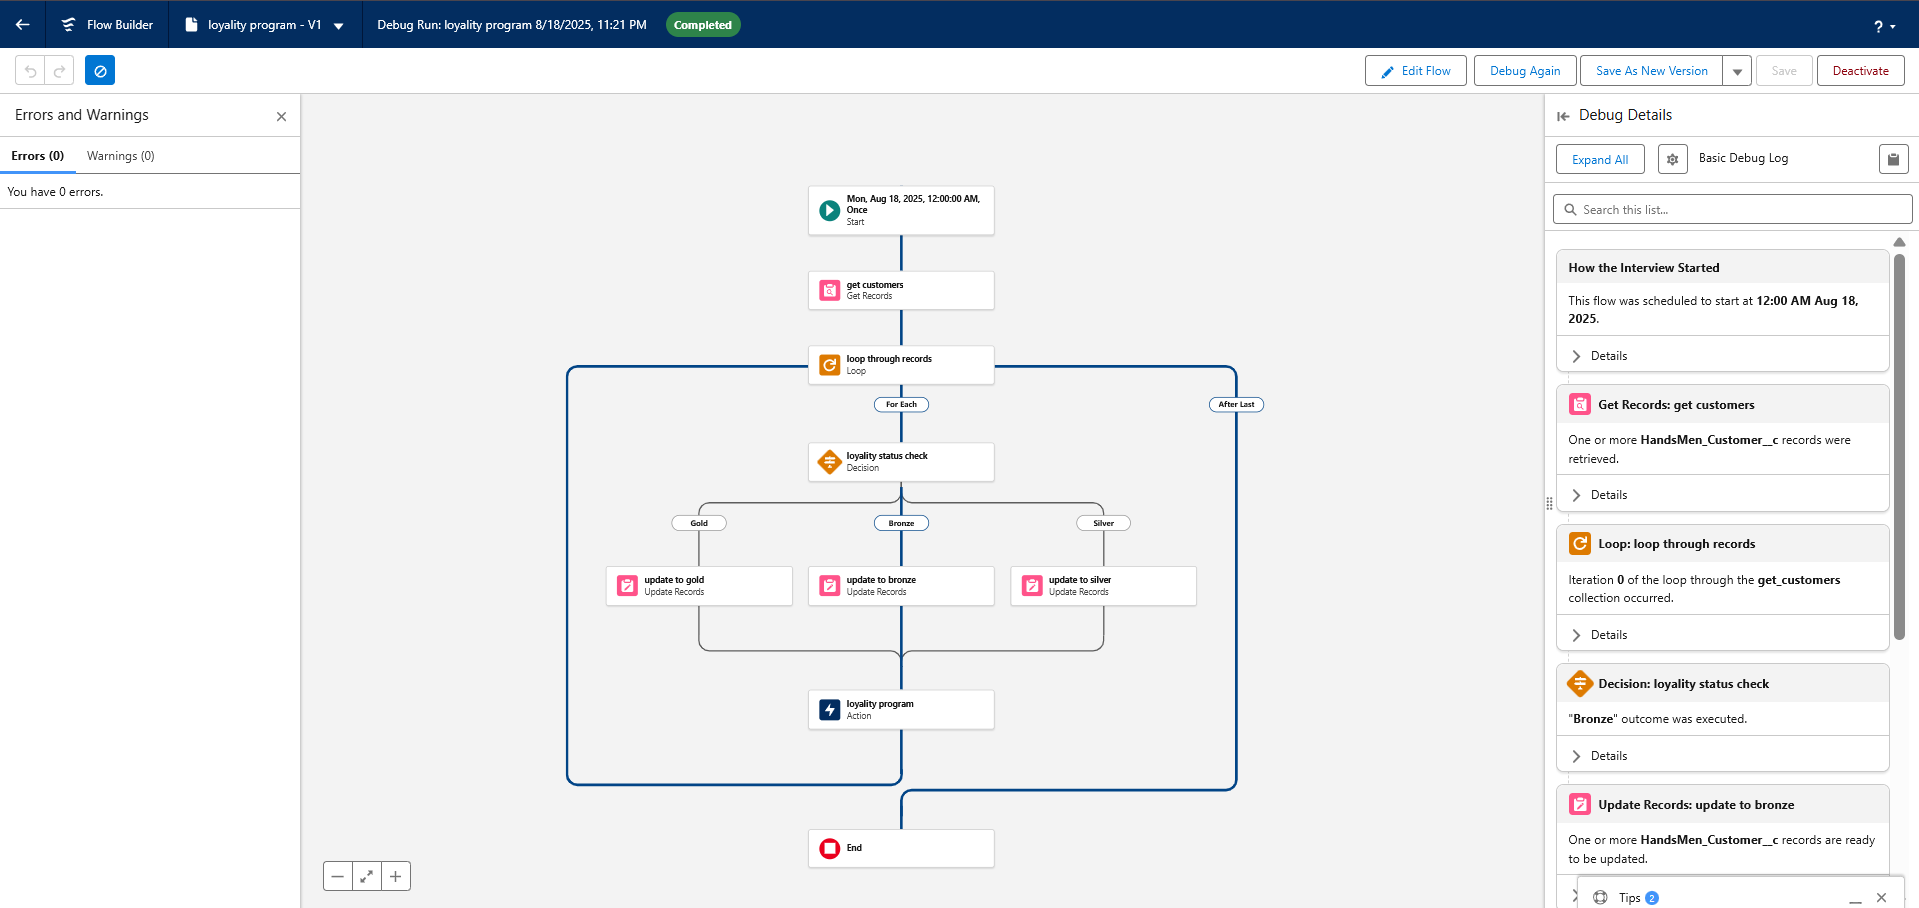 Flow Builder
loyality program - V1
Debug Run: loyality program 8/18/2025, 11:21 PM
Completed
?
Edit Flow
Debug Again
Save As New Version
Save
Deactivate
Errors and Warnings
Errors (0)
Warnings (0)
You have 0 errors.
Mon, Aug 18, 2025, 12:00:00 AM,
Once
Start
get customers
Get Records
loop through records
Loop
For Each
After Last
loyality status check
Decision
Gold
Bronze
Silver
update to gold
Update Records
update to bronze
Update Records
update to silver
Update Records
loyality program
Action
End
Debug Details
Expand All
Basic Debug Log
Search this list...
How the Interview Started
This flow was scheduled to start at 12:00 AM Aug 18,
2025.
Details
Get Records: get customers
One or more HandsMen_Customer__c records were
retrieved.
Details
Loop: loop through records
Iteration 0 of the loop through the get_customers
collection occurred.
Details
Decision: loyality status check
"Bronze" outcome was executed.
Details
Update Records: update to bronze
One or more HandsMen_Customer__c records are ready
to be updated.
Tips 2